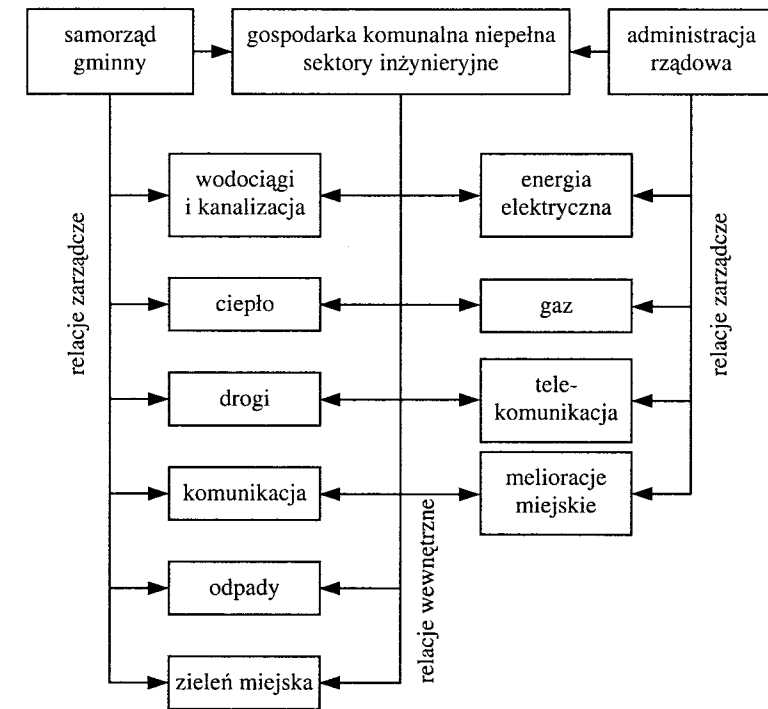 samorząd
gminny
gospodarka komunalna niepełna
sektory inżynieryjne
administracja
rządowa
wodociągi
i kanalizacja
energia
elektryczna
relacje zarządcze
relacje zarządcze
ciepło
gaz
drogi
tele-
komunikacja
komunikacja
melioracje
miejskie
relacje wewnętrzne
odpady
zieleń miejska